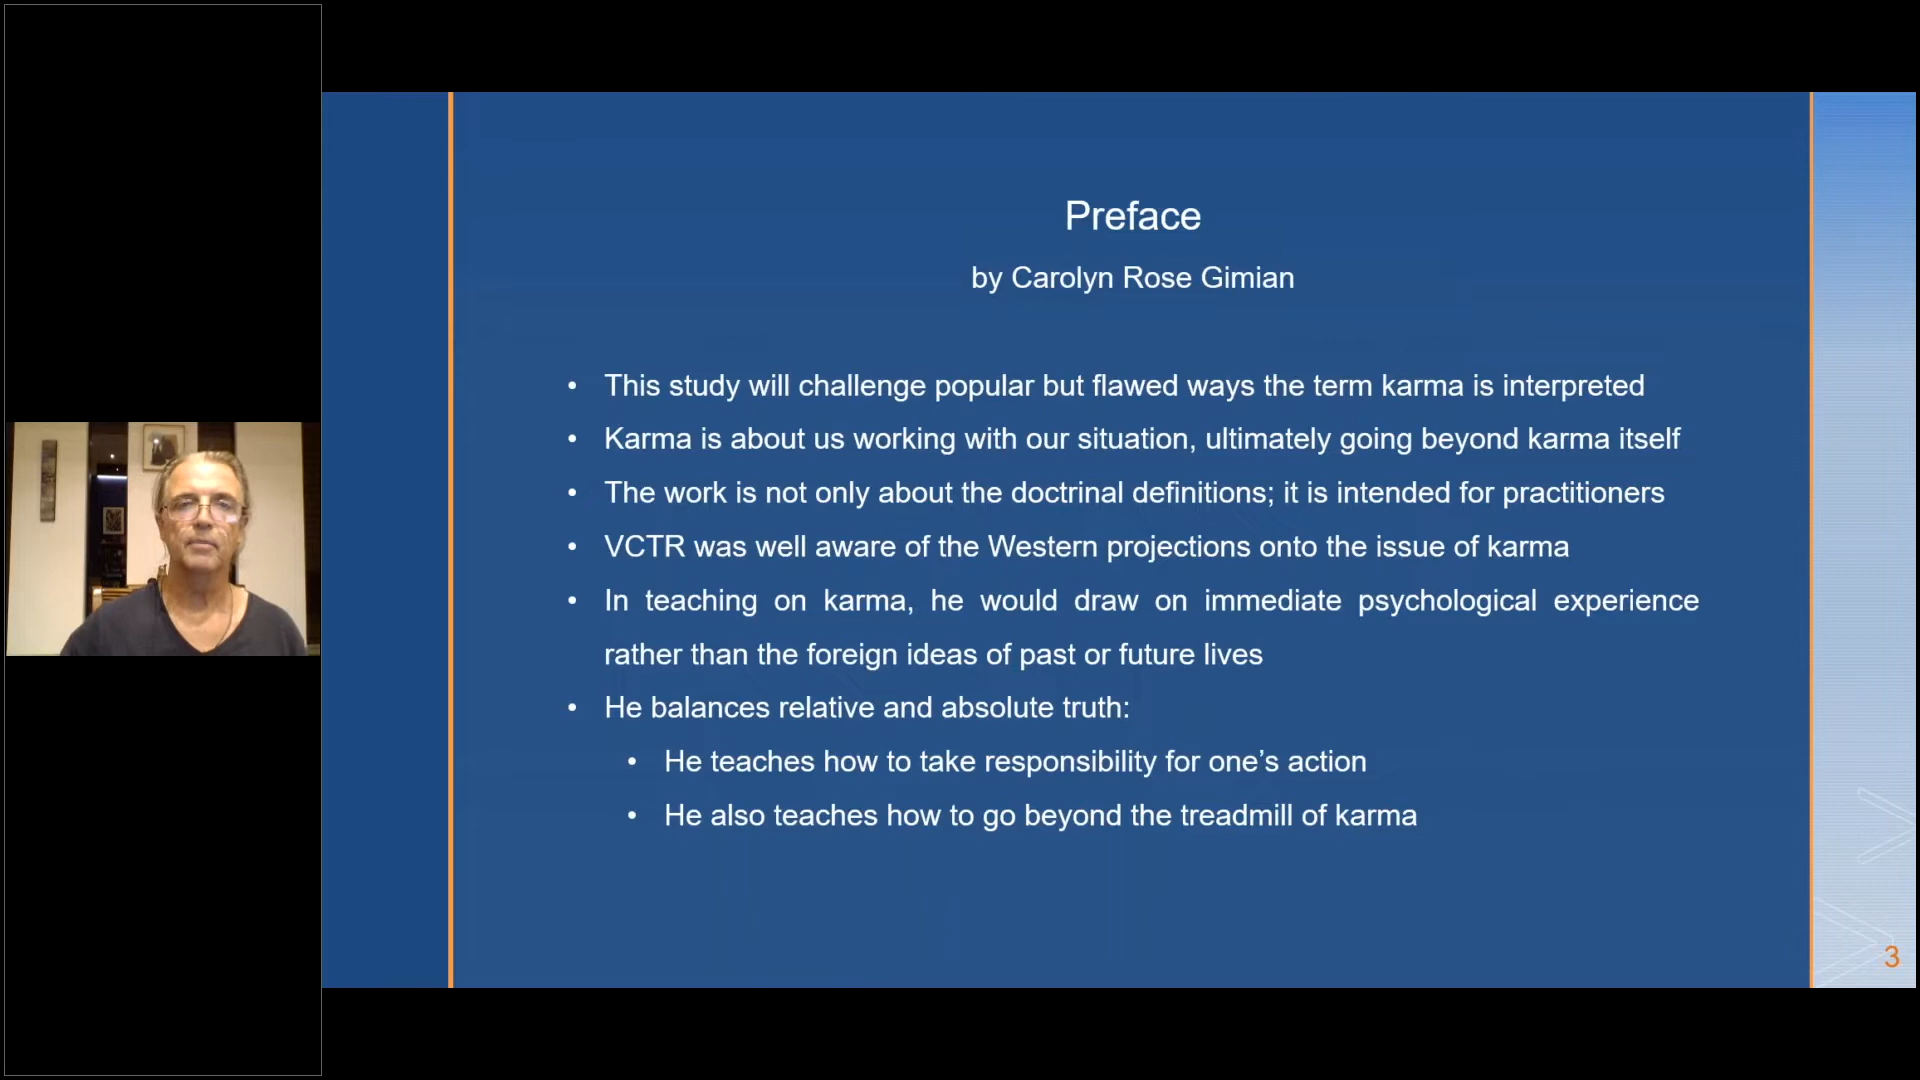 Preface
by Carolyn Rose Gimian
• This study will challenge popular but flawed ways the term karma is interpreted
• Karma is about us working with our situation, ultimately going beyond karma itself
• The work is not only about the doctrinal definitions; it is intended for practitioners
• VCTR was well aware of the Western projections onto the issue of karma
• In teaching on karma, he would draw on immediate psychological experience
rather than the foreign ideas of past or future lives
• He balances relative and absolute truth:
• He teaches how to take responsibility for one’s action
• He also teaches how to go beyond the treadmill of karma
3